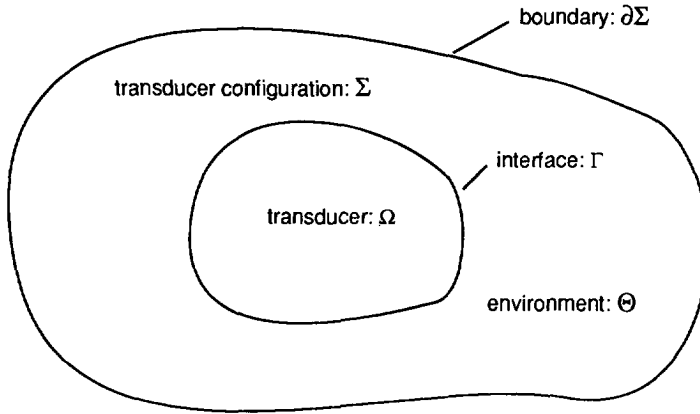 boundary: ∂Σ
transducer configuration: Σ
interface: Γ
transducer: Ω
environment: Θ